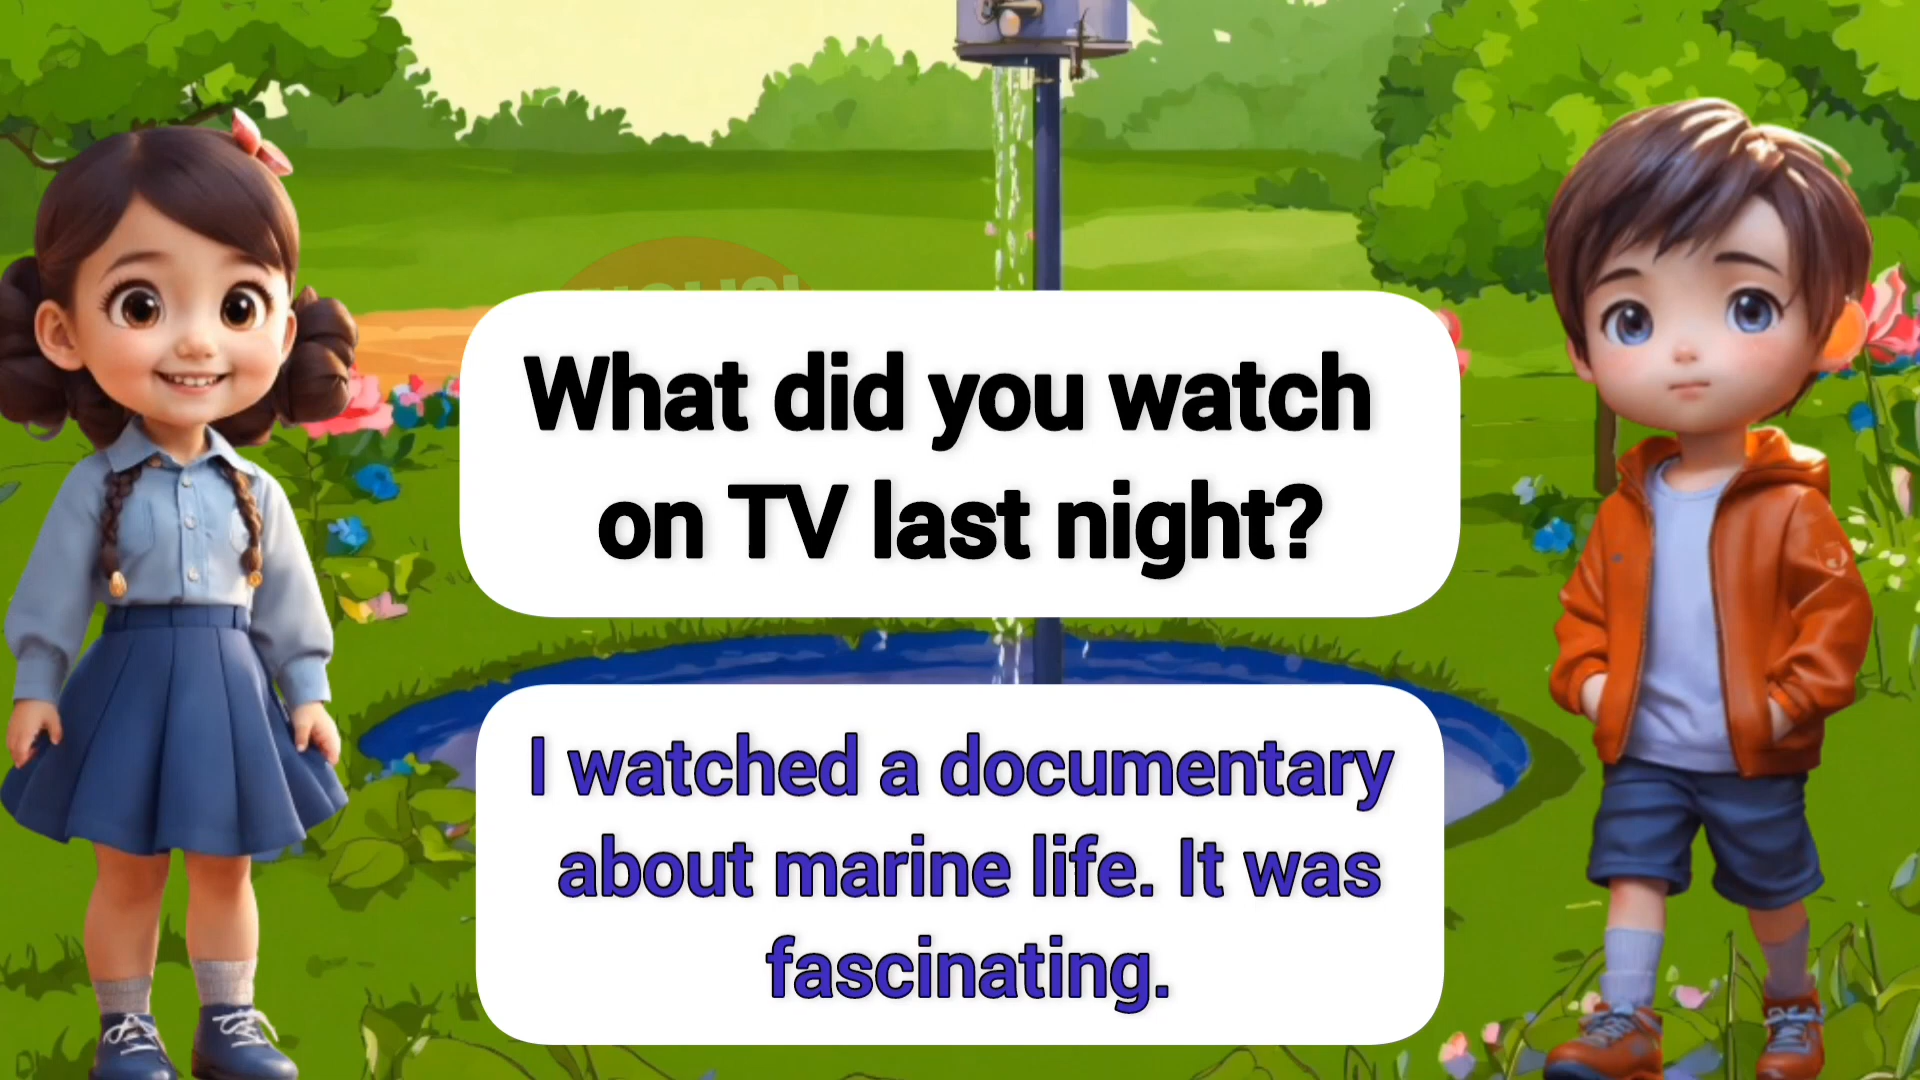 What did you watch
on TV last night?
I watched a documentary
about marine life. It was
fascinating.